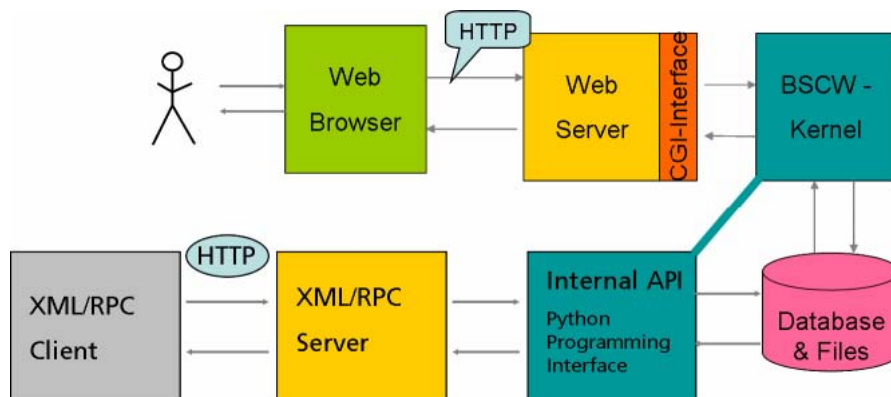 HTTP
Web
Browser
Web
Server
CGI-Interface
BSCW -
Kernel
XML/RPC
Client
HTTP
XML/RPC
Server
Internal API
Python
Programming
Interface
Database
& Files